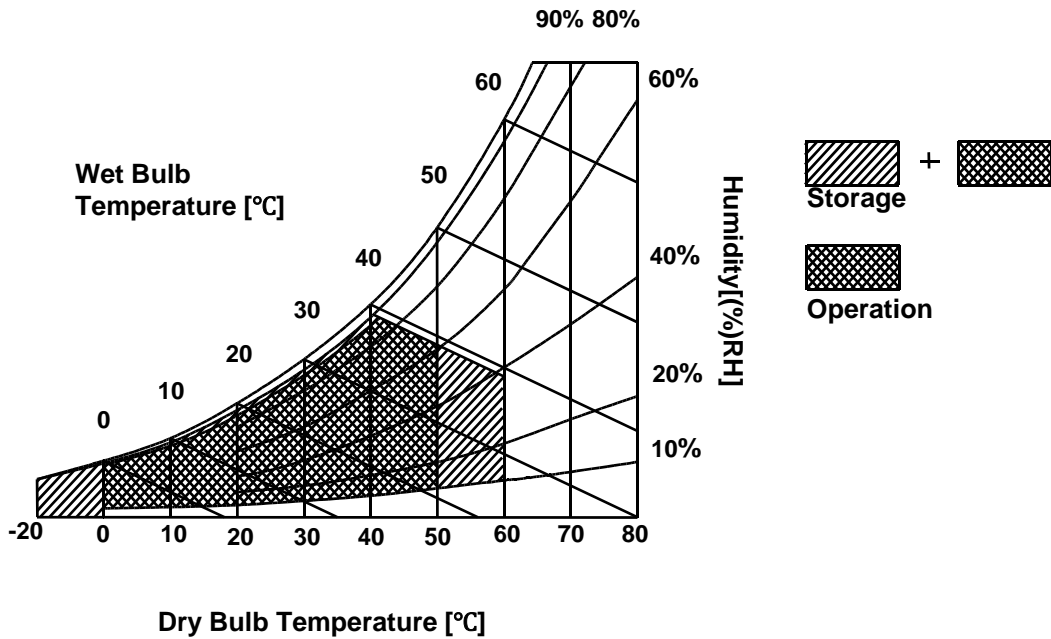 90% 80%
60
60%
50
Wet Bulb
Temperature [℃]
40
40%
30
20
20%
10
10%
0
Humidity[(%)RH]
-20 0 10 20 30 40 50 60 70 80
Dry Bulb Temperature [℃]
+
Storage
Operation